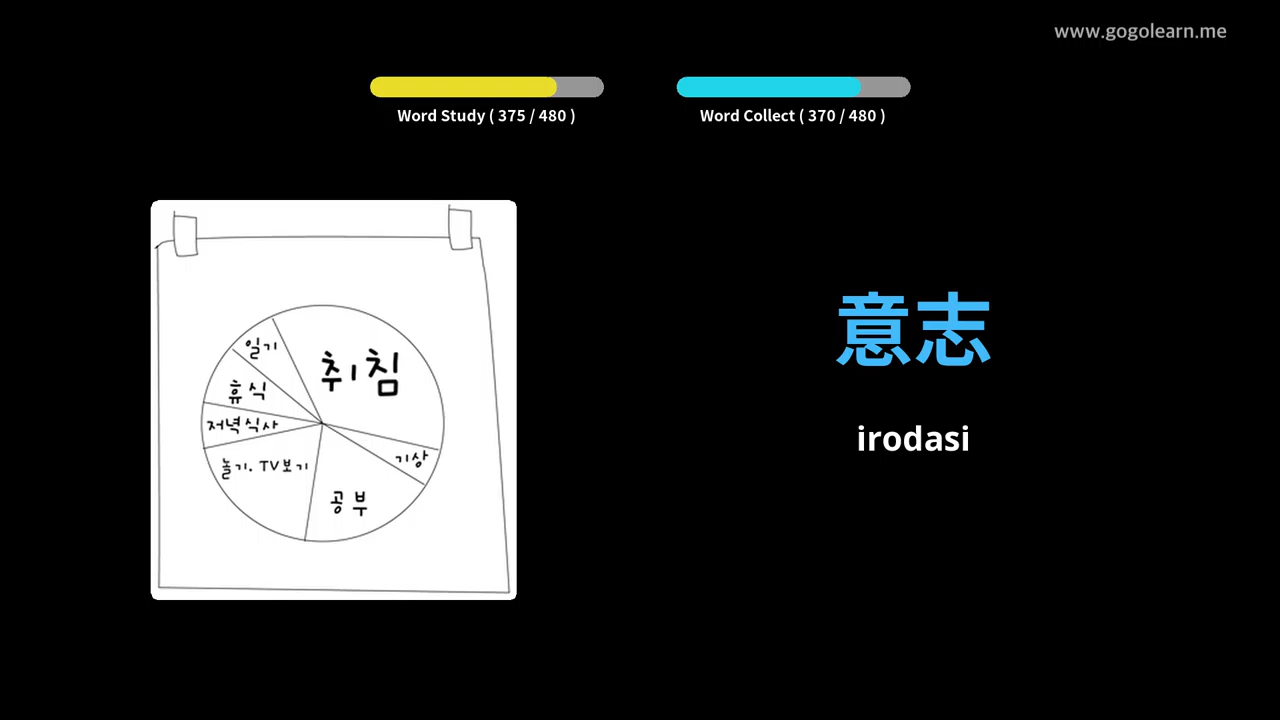 www.gogolearn.me
Word Study ( 375 / 480 )
Word Collect ( 370 / 480 )
일기
취침
휴식
저녁식사
놀기. TV보기
기상
공부
意志
irodasi